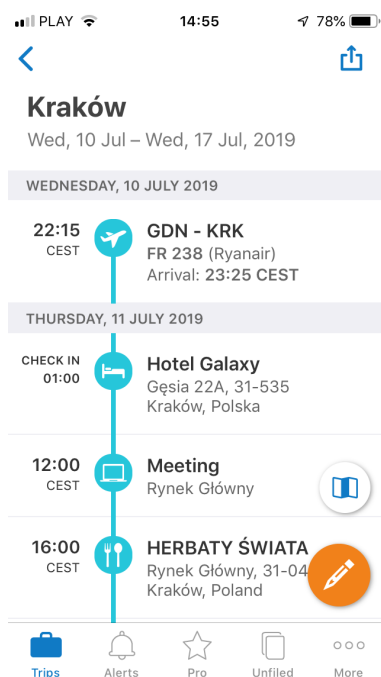 PLAY 14:55 78%
Kraków
Wed, 10 Jul – Wed, 17 Jul, 2019
WEDNESDAY, 10 JULY 2019
22:15 GDN - KRK
CEST FR 238 (Ryanair)
Arrival: 23:25 CEST
THURSDAY, 11 JULY 2019
CHECK IN Hotel Galaxy
01:00 Gęsia 22A, 31-535
Kraków, Polska
12:00 Meeting
CEST Rynek Główny
16:00 HERBATY ŚWIATA
CEST Rynek Główny, 31-04
Kraków, Poland
Trips Alerts Pro Unfiled More